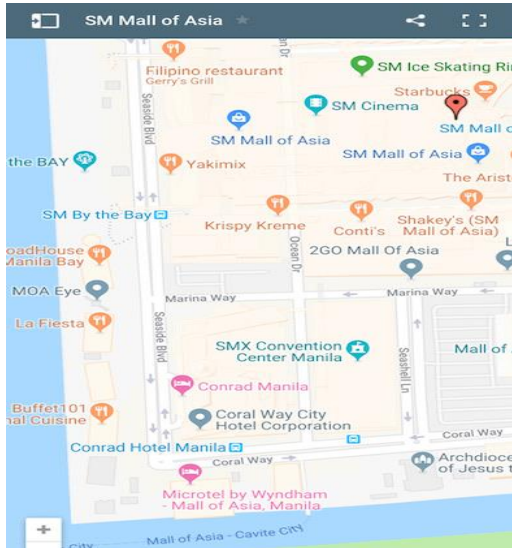 SM Mall of Asia
Ocean Dr
Filipino restaurant
Gerry's Grill
SM Ice Skating Ri
Starbucks
SM Cinema
Seaside Blvd
SM Mall of Asia
SM Mall o
the BAY
Yakimix
SM Mall of Asia
The Arist
SM By the Bay
Krispy Kreme
Conti's
Shakey's (SM
Mall of Asia)
oadHouse
Manila Bay
Ocean Dr
2GO Mall Of Asia
L
MOA Eye
Marina Way
Marina Way
La Fiesta
Seaside Blvd
SMX Convention
Center Manila
Seashell Ln
Mall of
Conrad Manila
Buffet101
nal Cuisine
Coral Way City
Hotel Corporation
Conrad Hotel Manila
Coral Way
Coral Way
Archdioce
of Jesus t
Microtel by Wyndham
- Mall of Asia, Manila
+
City
Mall of Asia - Cavite City